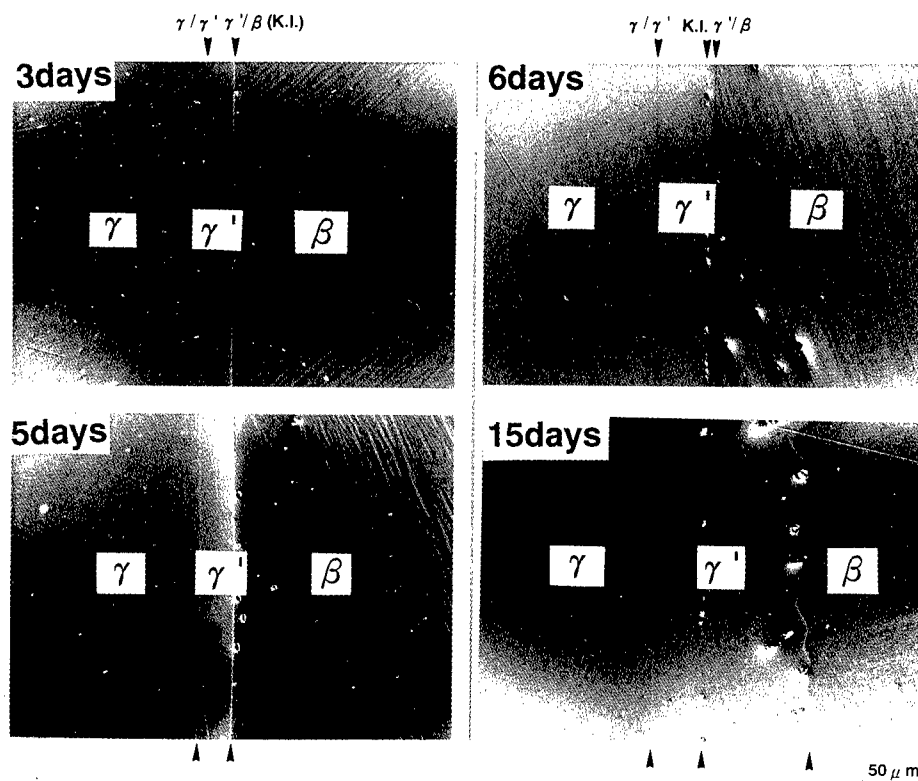 γ/γ' γ'/β (K.I.)
γ/γ' K.I. γ'/β
3days
γ γ' β
6days
γ γ' β
5days
γ γ' β
15days
γ γ' β
50 μm